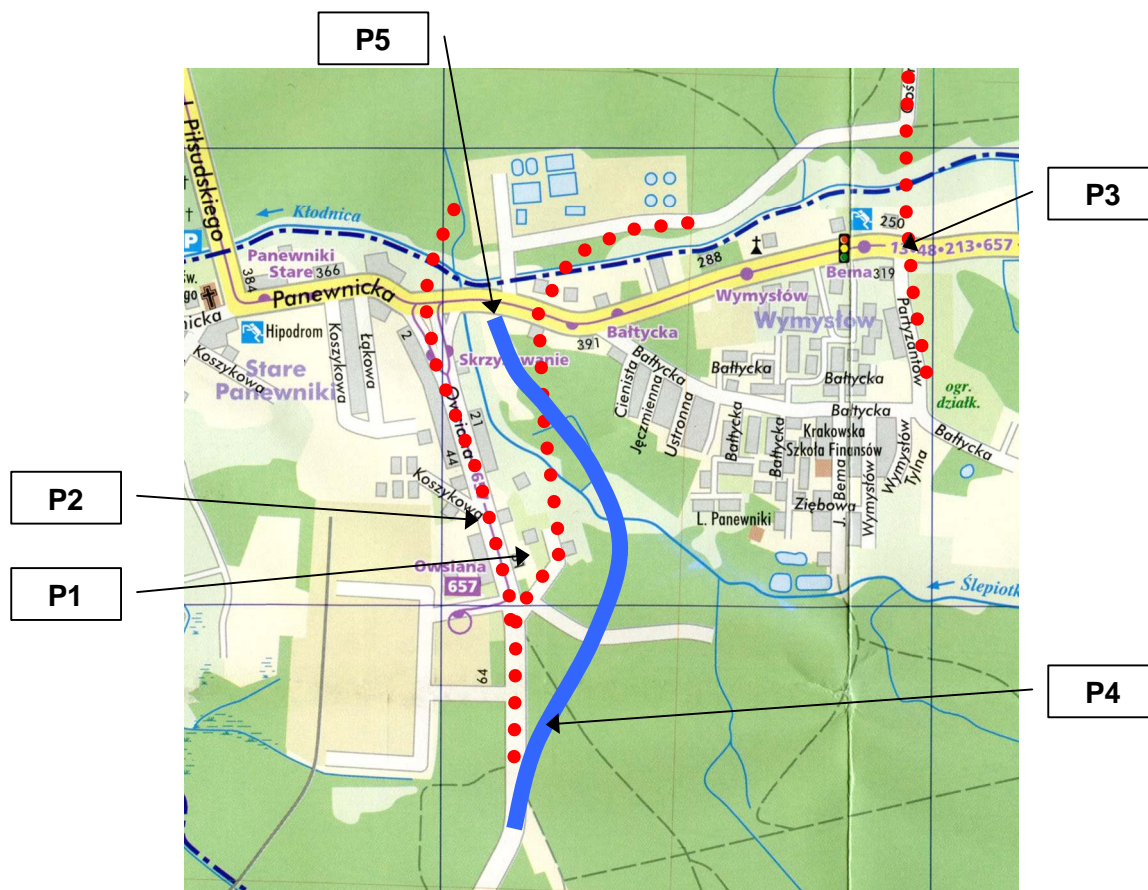 P5
P3
P2
P1
P4
Piłsudskiego
Kłodnica
250
13•48•213•657
P
Panewniki
Stare
366
384
288
Bema
319
Panewnicka
Wymysłów
Wymysłów
Hipodrom
2
Skrzyżowanie
Bałtycka
391
Partyzantów
Koszykowa
Koszykowa
Łąkowa
Stare
Panewniki
Cienista
Jęczmienna
Bałtycka
Ustronna
Bałtycka
Bałtycka
ogr.
działk.
Owsiana
21
44
Bałtycka
Bałtycka
Bałtycka
Bałtycka
Krakowska
Szkoła Finansów
Wymysłów
Tylna
Koszykowa
Ziębowa
J. Bema
Wymysłów
L. Panewniki
Owsiana
657
64